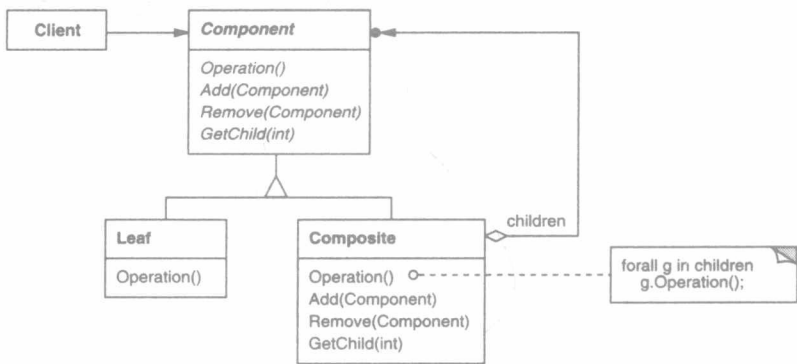 Client
Component
Operation()
Add(Component)
Remove(Component)
GetChild(int)
children
Leaf
Operation()
Composite
Operation()
Add(Component)
Remove(Component)
GetChild(int)
forall g in children
g.Operation();